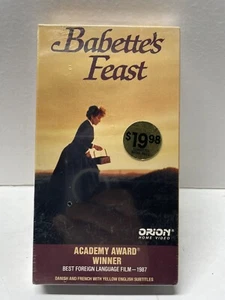 Babette's
Feast
$19.98
ORION
HOME VIDEO
ACADEMY AWARD®
WINNER
BEST FOREIGN LANGUAGE FILM—1987
DANISH AND FRENCH WITH YELLOW ENGLISH SUBTITLES